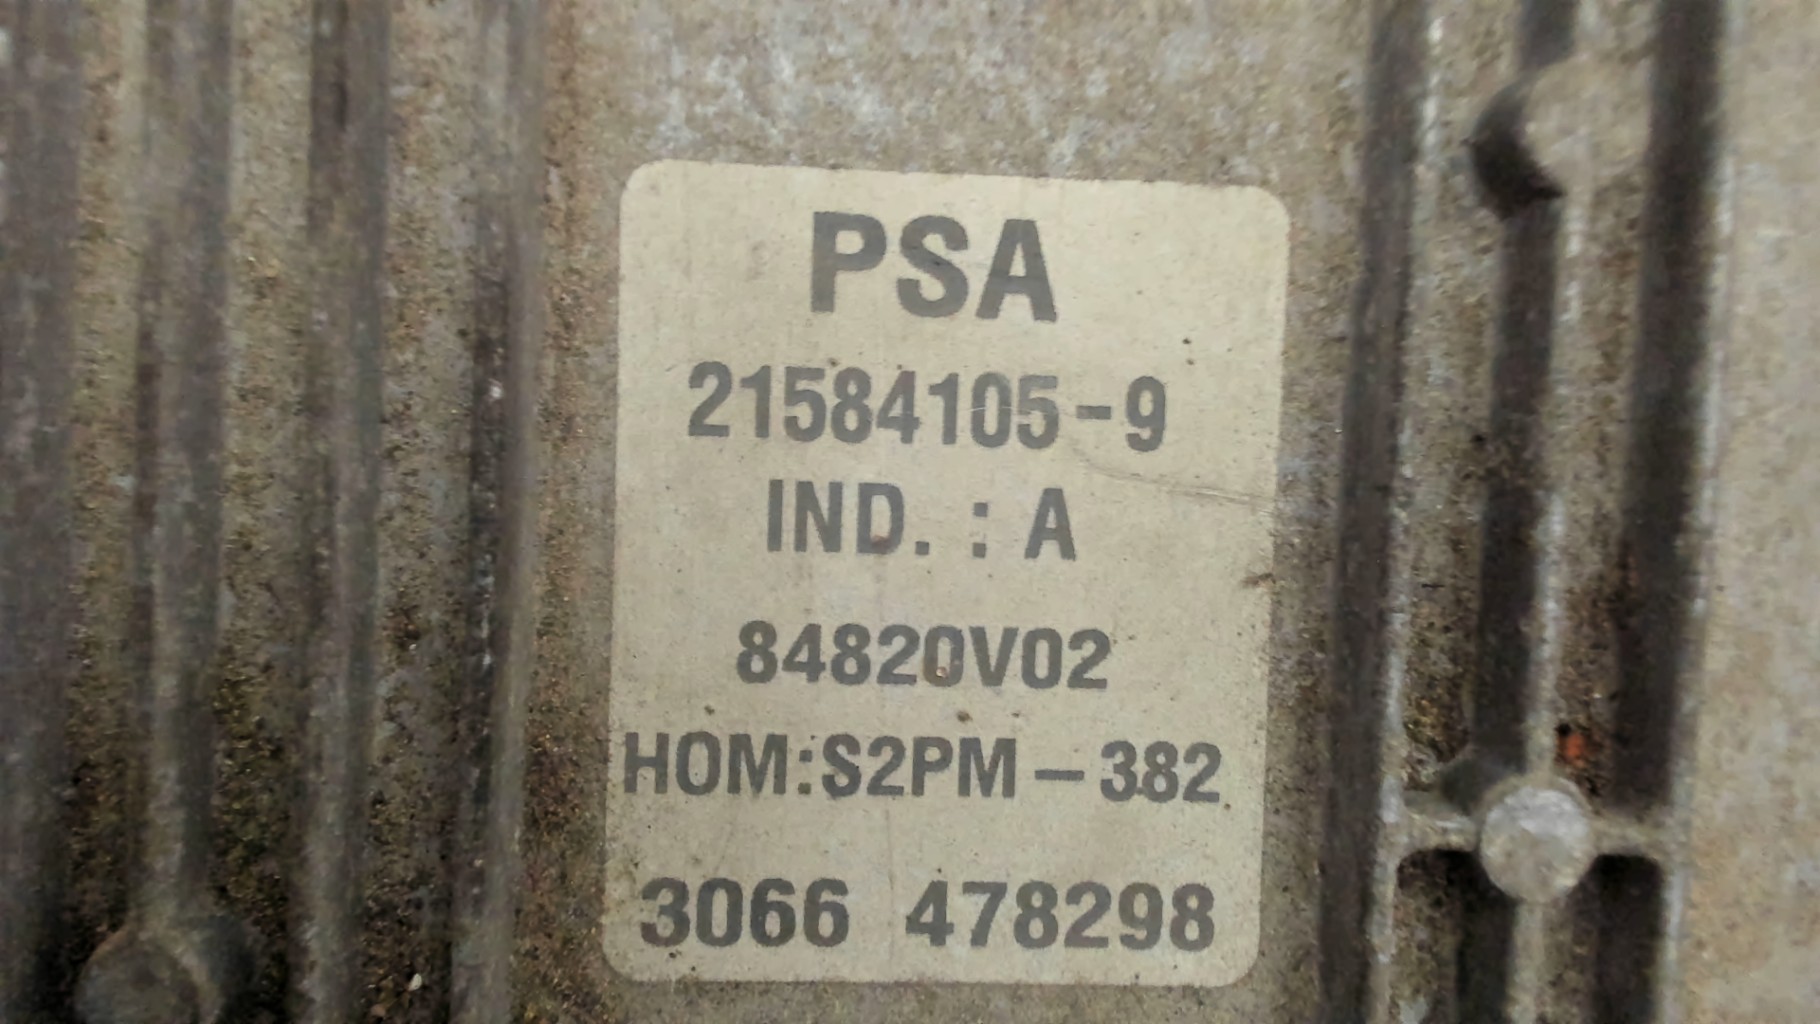 PSA
21584105-9
IND. : A
84820V02
HOM:S2PM-382
3066 478298